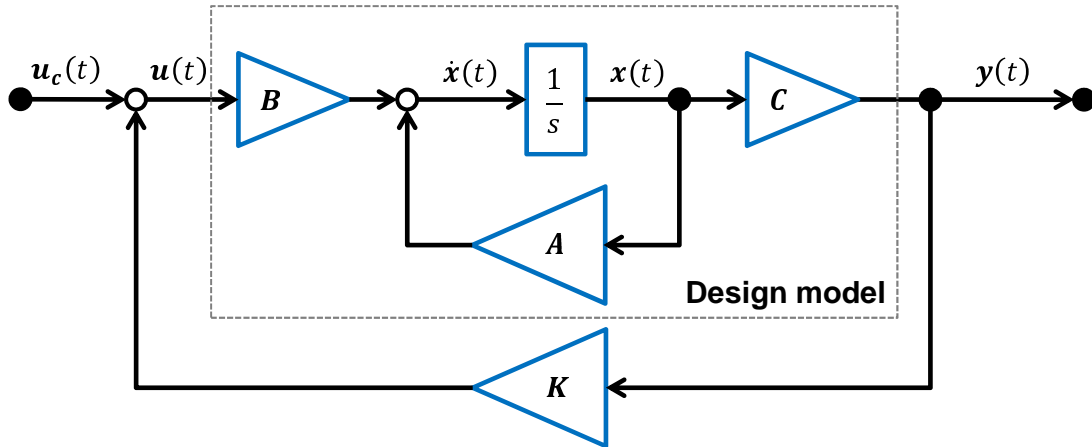 u_c(t)
u(t)
B
ẋ(t)
1
s
x(t)
C
y(t)
A
Design model
K